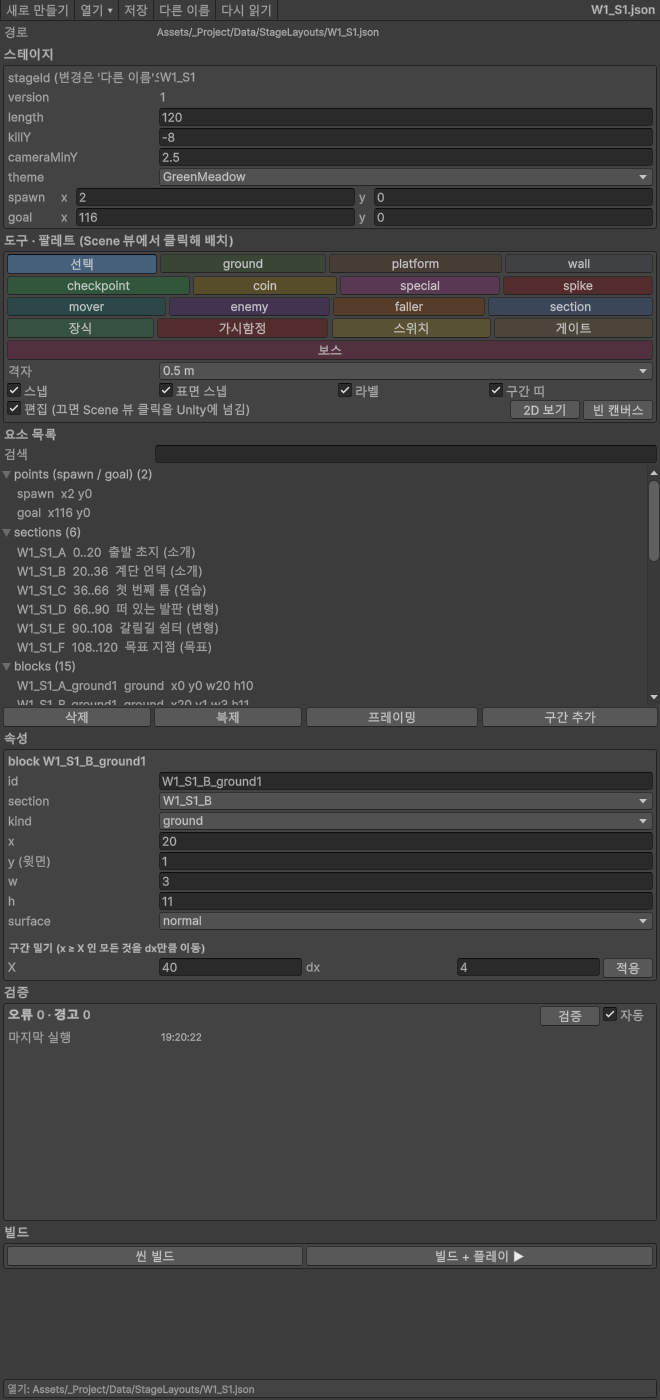 새로 만들기 열기 ▾ 저장 다른 이름 다시 읽기 W1_S1.json
경로 Assets/_Project/Data/StageLayouts/W1_S1.json
스테이지
stageId (변경은 '다른 이름' W1_S1
version 1
length 120
killY -8
cameraMinY 2.5
theme GreenMeadow
spawn x 2 y 0
goal x 116 y 0
도구 · 팔레트 (Scene 뷰에서 클릭해 배치)
선택 ground platform wall
checkpoint coin special spike
mover enemy faller section
장식 가시함정 스위치 게이트
보스
격자 0.5 m
스냅 표면 스냅 라벨 구간 띠
편집 (끄면 Scene 뷰 클릭을 Unity에 넘김) 2D 보기 빈 캔버스
요소 목록
검색
points (spawn / goal) (2)
spawn x2 y0
goal x116 y0
sections (6)
W1_S1_A 0..20 출발 초지 (소개)
W1_S1_B 20..36 계단 언덕 (소개)
W1_S1_C 36..66 첫 번째 틈 (연습)
W1_S1_D 66..90 떠 있는 발판 (변형)
W1_S1_E 90..108 갈림길 쉼터 (변형)
W1_S1_F 108..120 목표 지점 (목표)
blocks (15)
W1_S1_A_ground1 ground x0 y0 w20 h10
W1_S1_B_ground1 ground x20 y1 w3 h11
삭제 복제 프레이밍 구간 추가
속성
block W1_S1_B_ground1
id W1_S1_B_ground1
section W1_S1_B
kind ground
x 20
y (윗면) 1
w 3
h 11
surface normal
구간 밀기 (x ≥ X 인 모든 것을 dx만큼 이동)
X 40 dx 4 적용
검증
오류 0 · 경고 0 검증 자동
마지막 실행 19:20:22
빌드
씬 빌드 빌드 + 플레이 ▶
열기: Assets/_Project/Data/StageLayouts/W1_S1.json